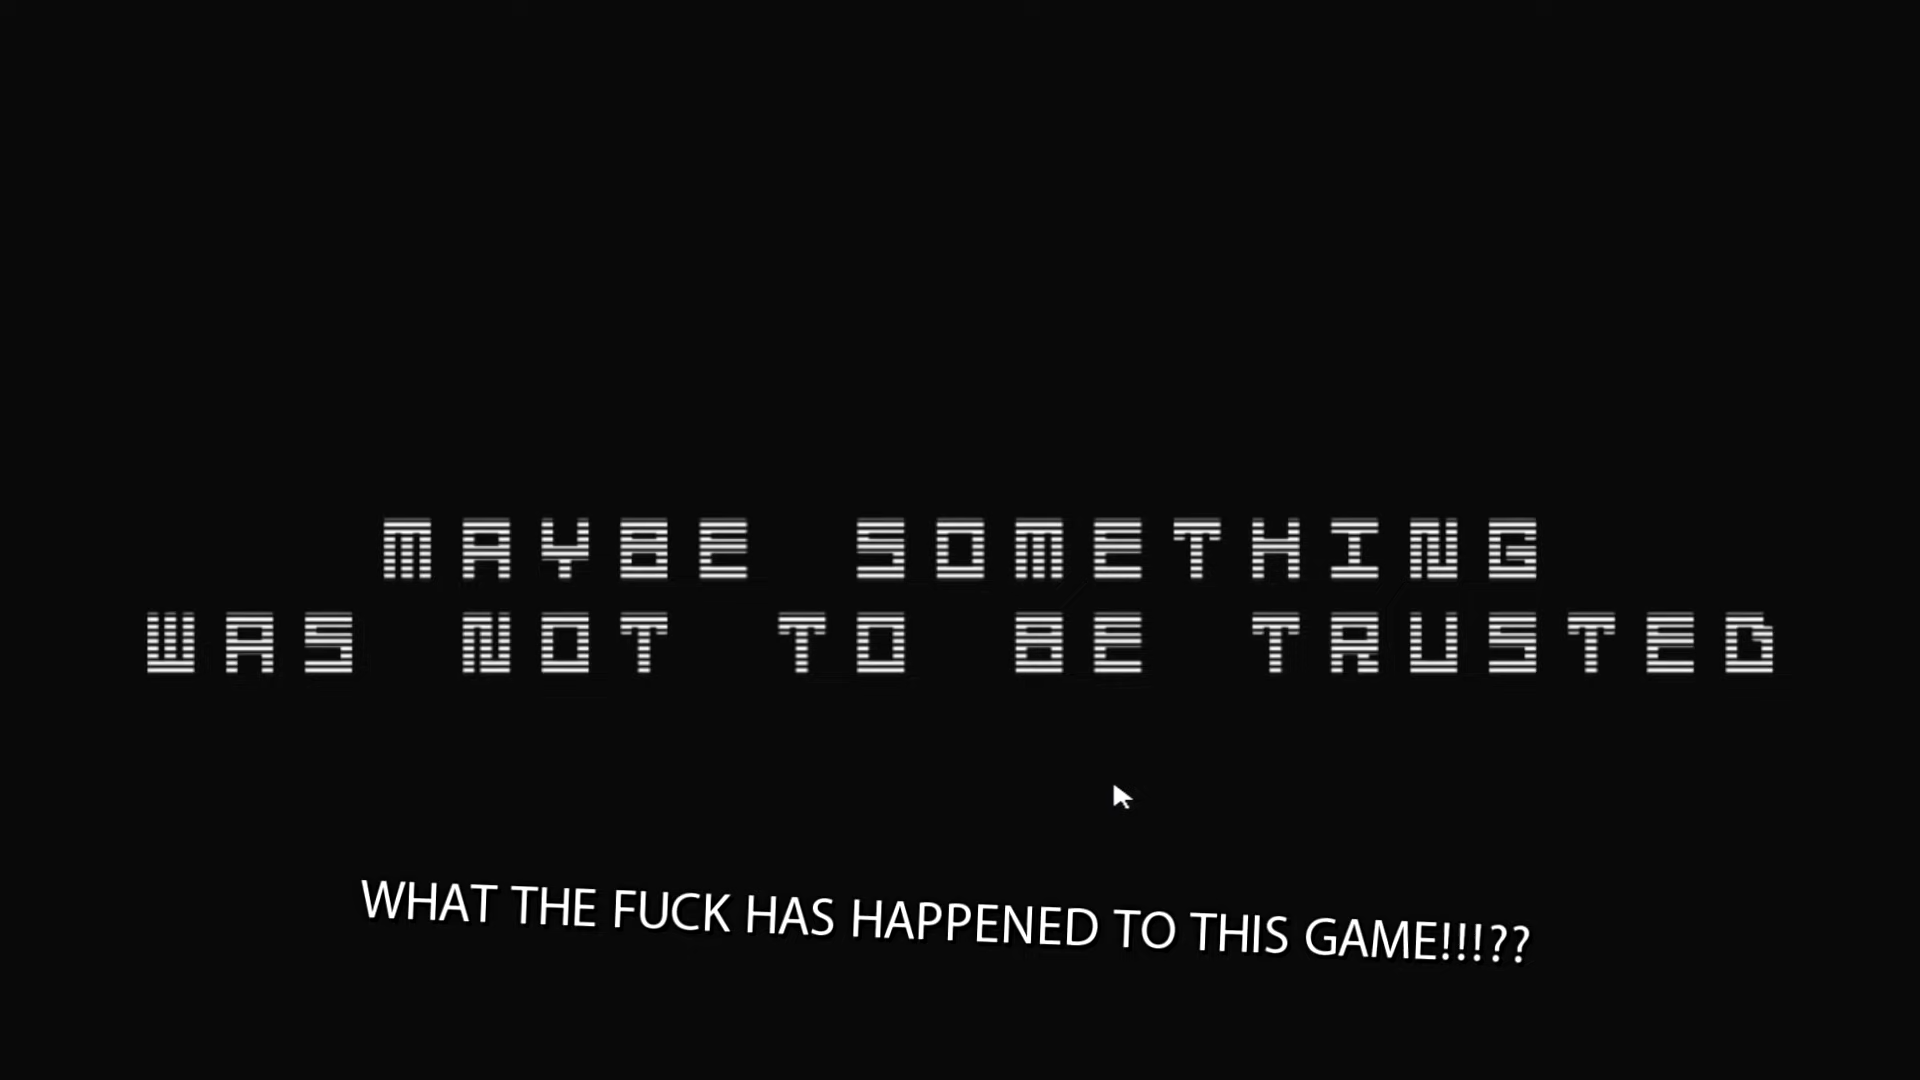 MAYBE SOMETHING
WAS NOT TO BE TRUSTED
WHAT THE FUCK HAS HAPPENED TO THIS GAME!!!??